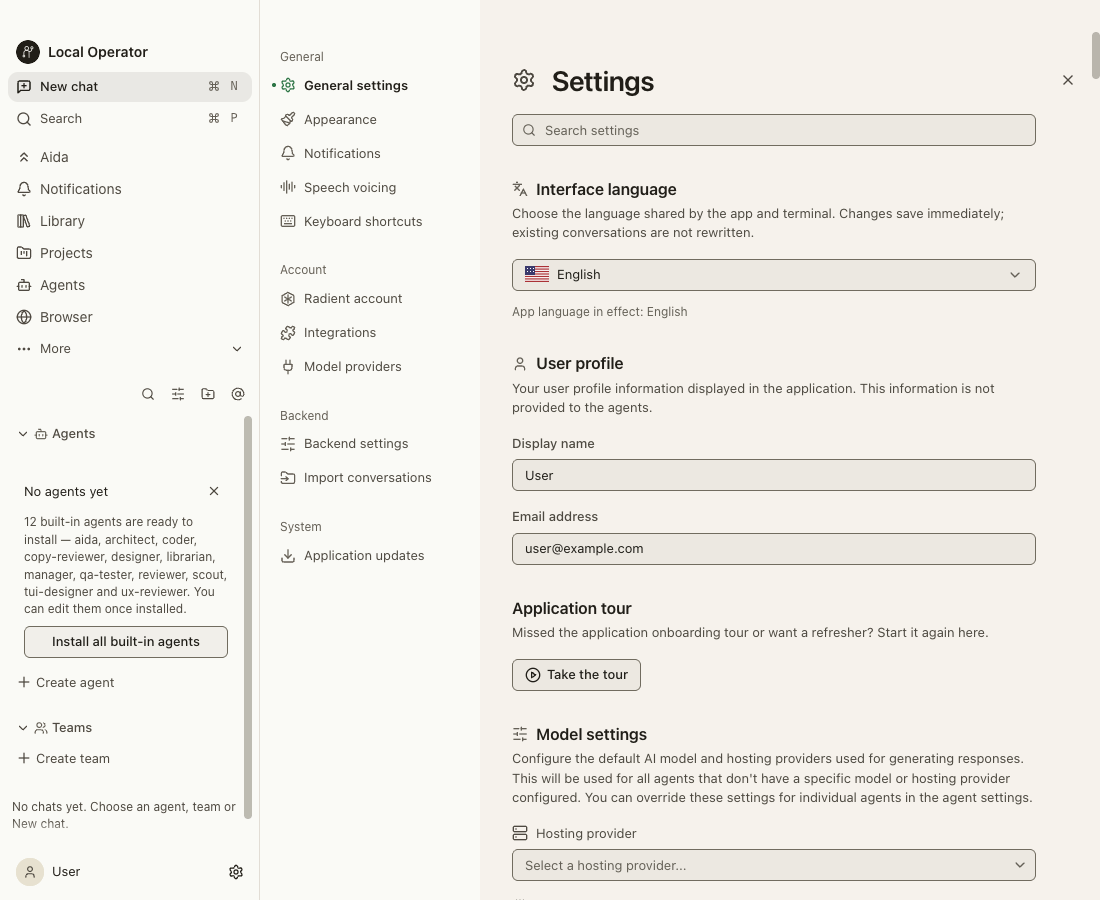 Local Operator
New chat ⌘ N
Search ⌘ P
Aida
Notifications
Library
Projects
Agents
Browser
More
Agents
No agents yet
12 built-in agents are ready to
install — aida, architect, coder,
copy-reviewer, designer, librarian,
manager, qa-tester, reviewer, scout,
tui-designer and ux-reviewer. You
can edit them once installed.
Install all built-in agents
Create agent
Teams
Create team
No chats yet. Choose an agent, team or
New chat.
User
General
General settings
Appearance
Notifications
Speech voicing
Keyboard shortcuts
Account
Radient account
Integrations
Model providers
Backend
Backend settings
Import conversations
System
Application updates
Settings
Search settings
Interface language
Choose the language shared by the app and terminal. Changes save immediately;
existing conversations are not rewritten.
English
App language in effect: English
User profile
Your user profile information displayed in the application. This information is not
provided to the agents.
Display name
User
Email address
user@example.com
Application tour
Missed the application onboarding tour or want a refresher? Start it again here.
Take the tour
Model settings
Configure the default AI model and hosting providers used for generating responses.
This will be used for all agents that don't have a specific model or hosting provider
configured. You can override these settings for individual agents in the agent settings.
Hosting provider
Select a hosting provider...